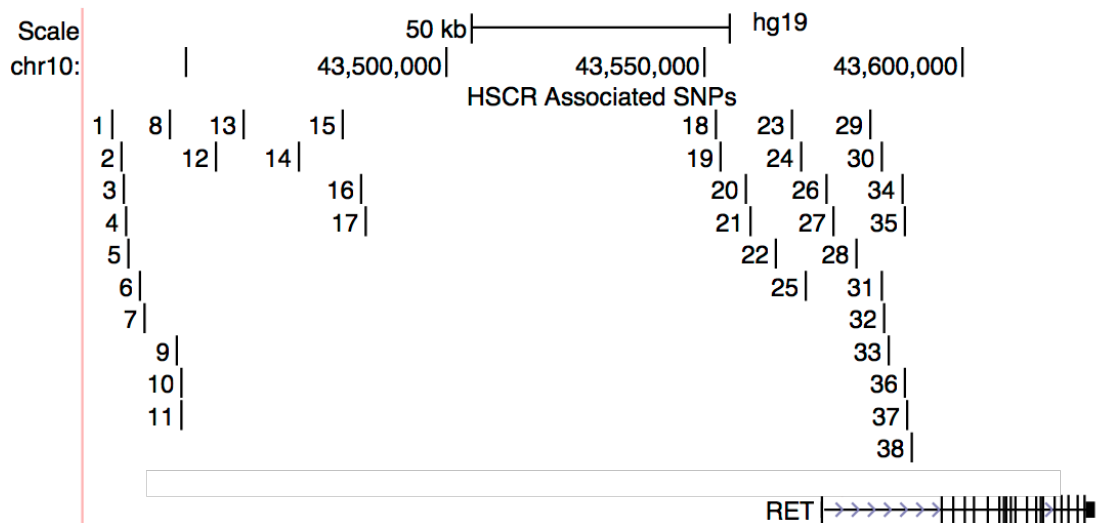 Scale 50 kb hg19
chr10: 43,500,000 43,550,000 43,600,000
HSCR Associated SNPs
1 8 13 15 18 23 29
2 12 14 19 24 30
3 16 20 26 34
4 17 21 27 35
5 22 28
6 25 31
7 32
9 33
10 36
11 37
38
RET